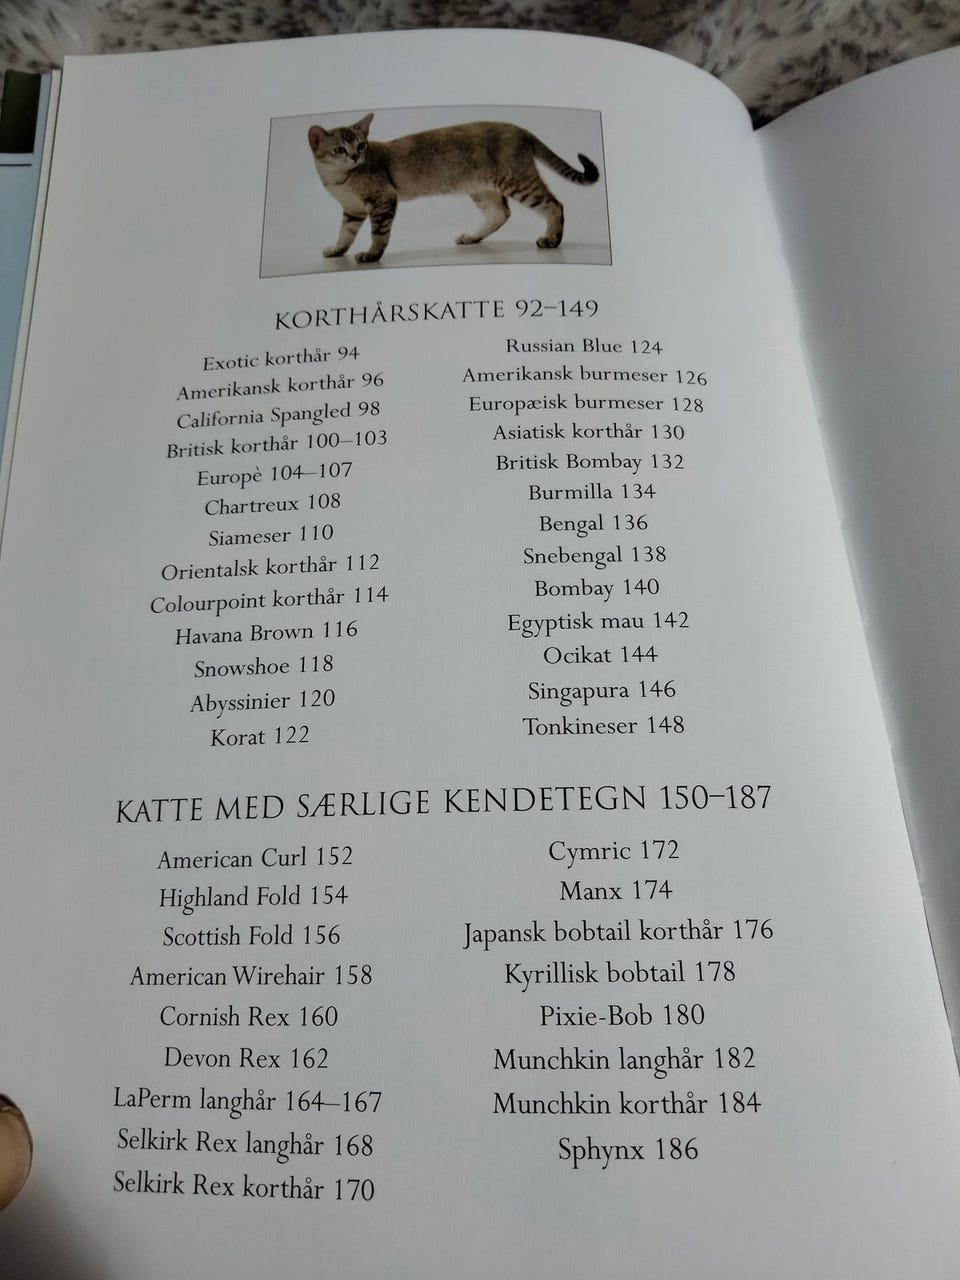 KORTHÅRSKATTE 92–149
Exotic korthår 94
Amerikansk korthår 96
California Spangled 98
Britisk korthår 100–103
Europè 104–107
Chartreux 108
Siameser 110
Orientalsk korthår 112
Colourpoint korthår 114
Havana Brown 116
Snowshoe 118
Abyssinier 120
Korat 122
Russian Blue 124
Amerikansk burmeser 126
Europæisk burmeser 128
Asiatisk korthår 130
Britisk Bombay 132
Burmilla 134
Bengal 136
Snebengal 138
Bombay 140
Egyptisk mau 142
Ocikat 144
Singapura 146
Tonkineser 148
KATTE MED SÆRLIGE KENDETEGN 150–187
American Curl 152
Highland Fold 154
Scottish Fold 156
American Wirehair 158
Cornish Rex 160
Devon Rex 162
LaPerm langhår 164–167
Selkirk Rex langhår 168
Selkirk Rex korthår 170
Cymric 172
Manx 174
Japansk bobtail korthår 176
Kyrillisk bobtail 178
Pixie-Bob 180
Munchkin langhår 182
Munchkin korthår 184
Sphynx 186